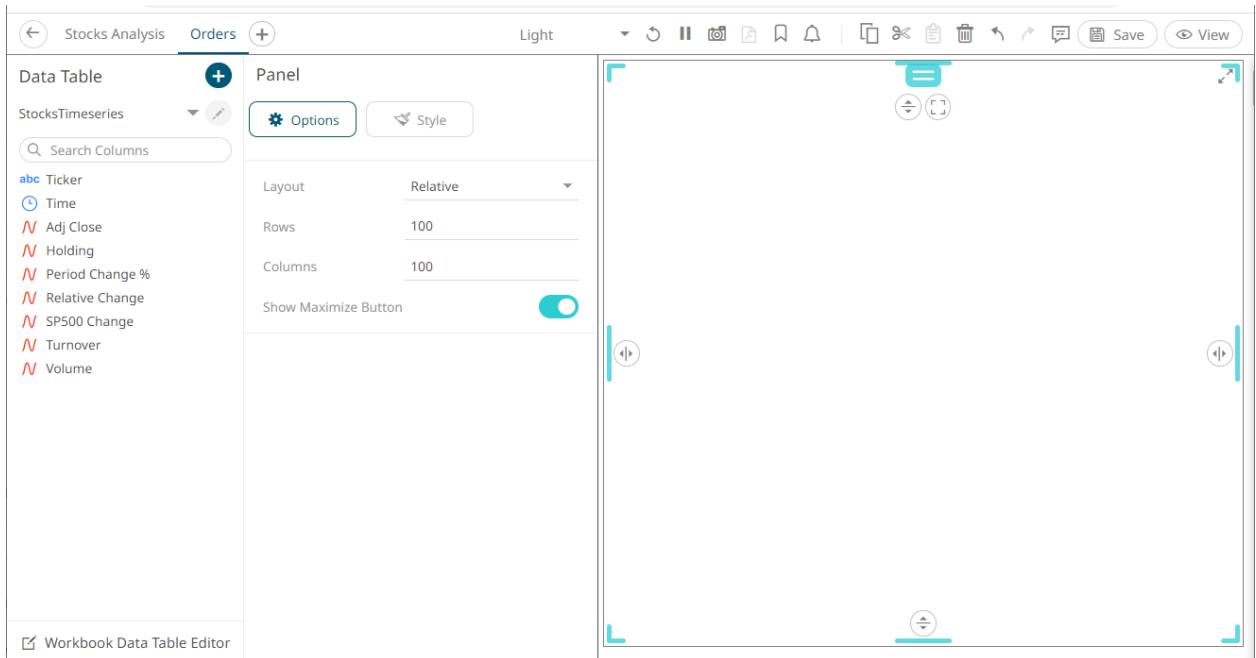 Stocks Analysis Orders Light Save View
Data Table
StocksTimeseries
Search Columns
abc Ticker
Time
Adj Close
Holding
Period Change %
Relative Change
SP500 Change
Turnover
Volume
Workbook Data Table Editor
Panel
Options Style
Layout Relative
Rows 100
Columns 100
Show Maximize Button